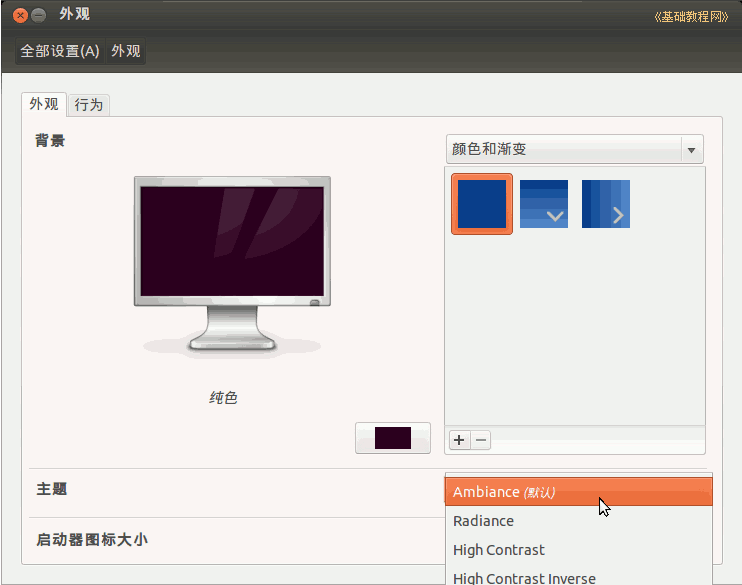 外观
《基础教程网》
全部设置(A) 外观
外观 行为
背景
颜色和渐变
纯色
主题
Ambiance (默认)
Radiance
启动器图标大小
High Contrast
High Contrast Inverse